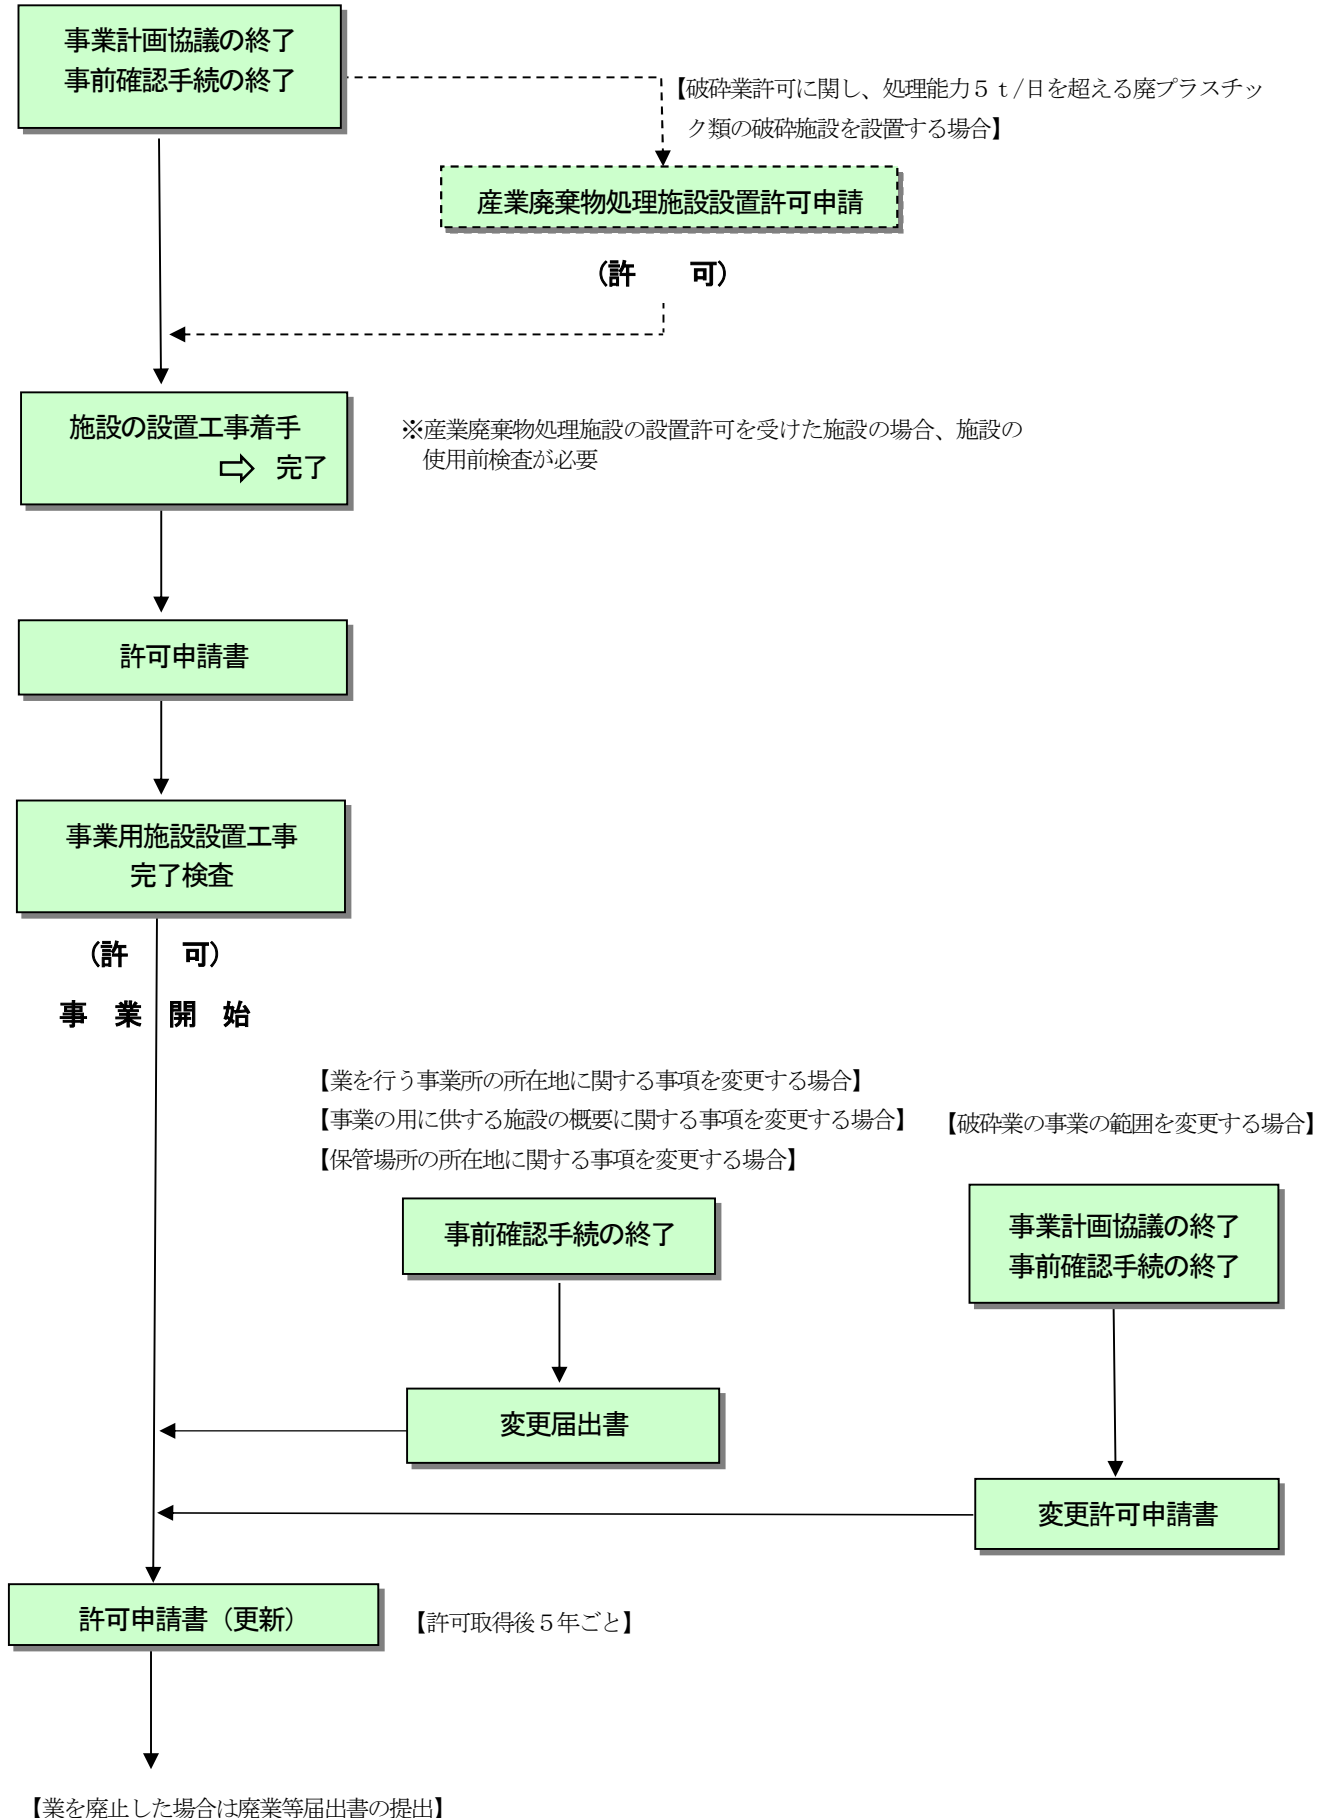 事業計画協議の終了
事前確認手続の終了
【破砕業許可に関し、処理能力５ｔ/日を超える廃プラスチッ
ク類の破砕施設を設置する場合】
産業廃棄物処理施設設置許可申請
（許　　可）
施設の設置工事着手
⇨ 完了
※産業廃棄物処理施設の設置許可を受けた施設の場合、施設の
使用前検査が必要
許可申請書
事業用施設設置工事
完了検査
（許　　可）
事　業　開　始
【業を行う事業所の所在地に関する事項を変更する場合】
【事業の用に供する施設の概要に関する事項を変更する場合】
【保管場所の所在地に関する事項を変更する場合】
【破砕業の事業の範囲を変更する場合】
事前確認手続の終了
事業計画協議の終了
事前確認手続の終了
変更届出書
変更許可申請書
許可申請書（更新）
【許可取得後５年ごと】
【業を廃止した場合は廃業等届出書の提出】